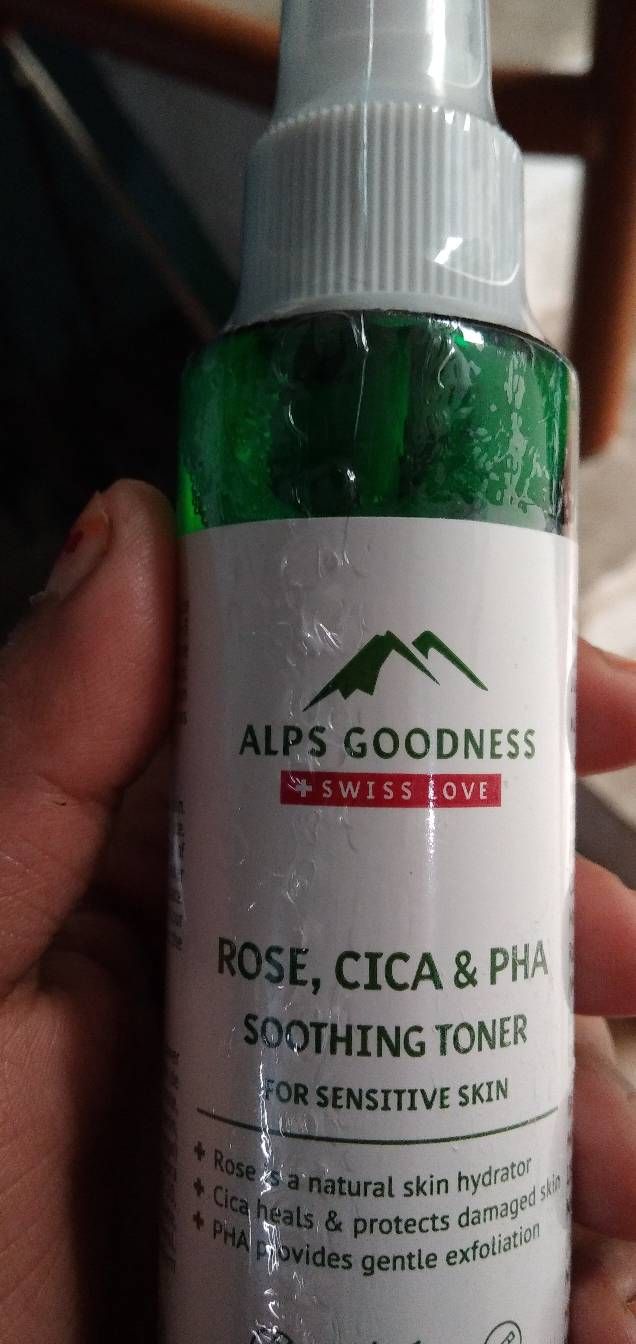 ALPS GOODNESS
SWISS LOVE
ROSE, CICA & PHA
SOOTHING TONER
FOR SENSITIVE SKIN
Rose is a natural skin hydrator
Cica heals & protects damaged skin
PHA provides gentle exfoliation